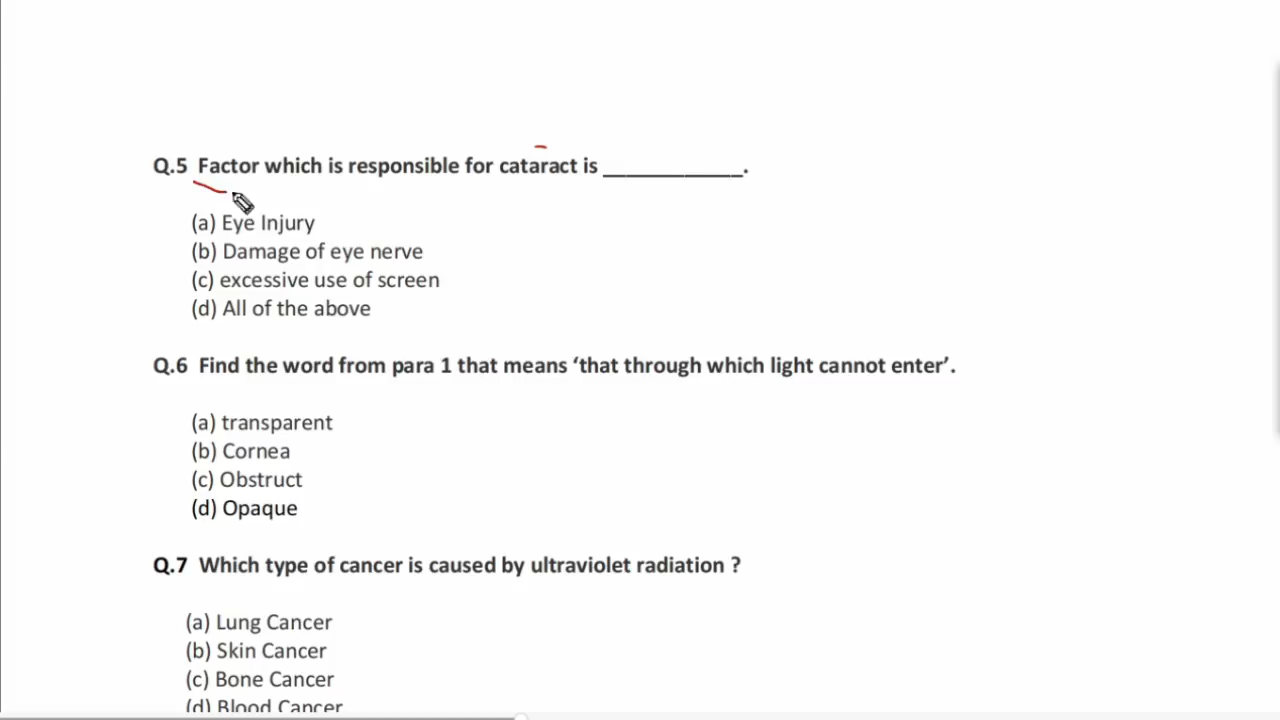 Q.5 Factor which is responsible for cataract is ____________.
(a) Eye Injury
(b) Damage of eye nerve
(c) excessive use of screen
(d) All of the above
Q.6 Find the word from para 1 that means ‘that through which light cannot enter’.
(a) transparent
(b) Cornea
(c) Obstruct
(d) Opaque
Q.7 Which type of cancer is caused by ultraviolet radiation ?
(a) Lung Cancer
(b) Skin Cancer
(c) Bone Cancer
(d) Blood Cancer